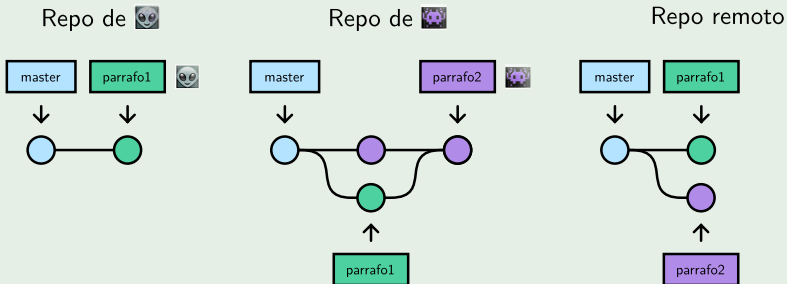 Repo de 👽
Repo de 👾
Repo remoto
master
parrafo1
👽
master
parrafo2
👾
master
parrafo1
parrafo1
parrafo2